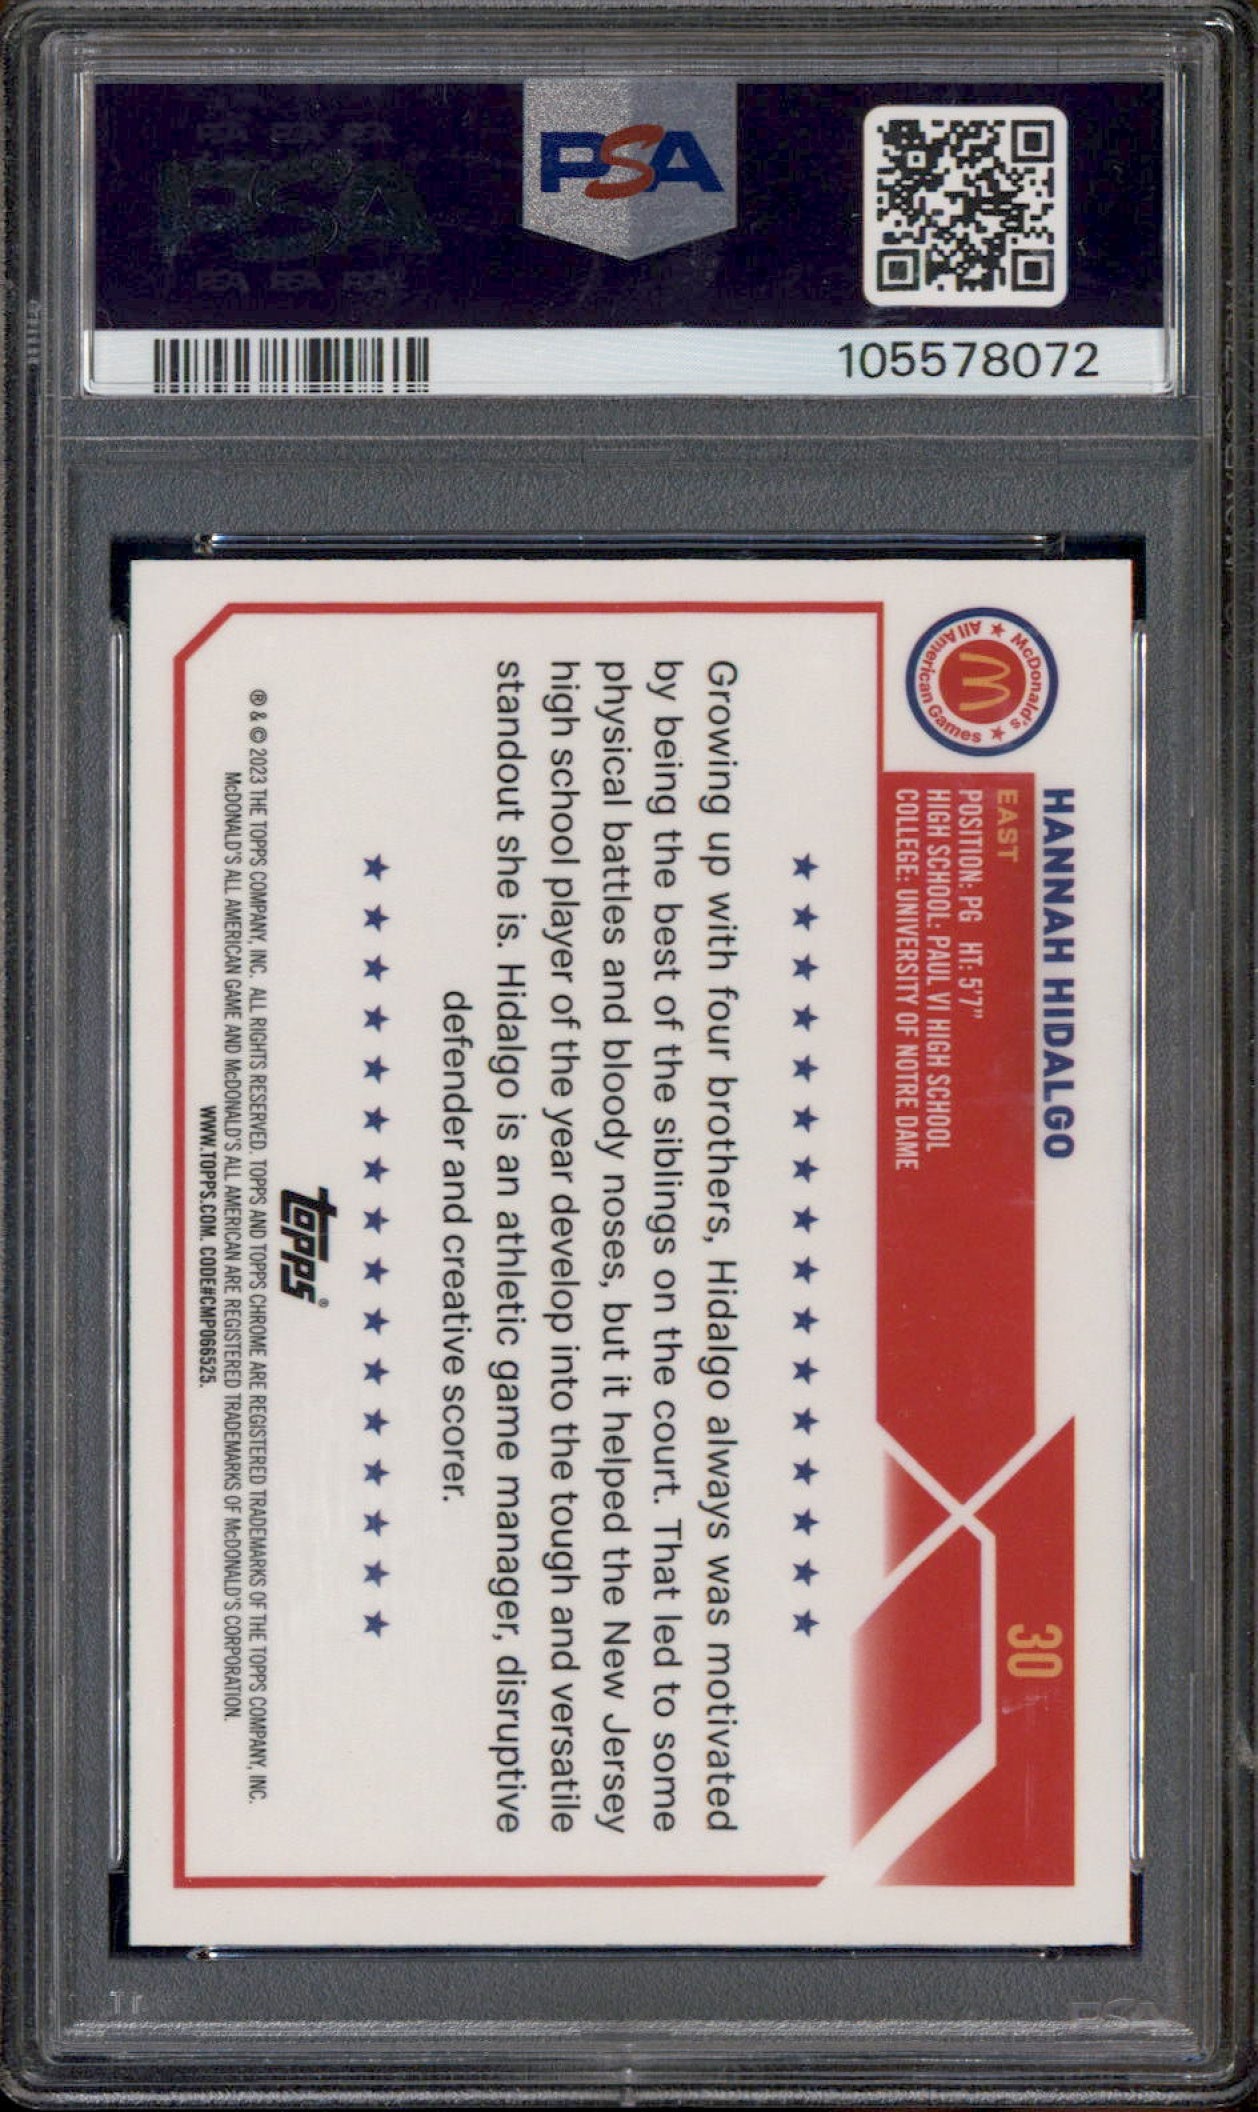 PSA
105578072
McDonald's
All American Games
HANNAH HIDALGO
30
EAST
POSITION: PG HT: 5'7"
HIGH SCHOOL: PAUL VI HIGH SCHOOL
COLLEGE: UNIVERSITY OF NOTRE DAME
Growing up with four brothers, Hidalgo always was motivated
by being the best of the siblings on the court. That led to some
physical battles and bloody noses, but it helped the New Jersey
high school player of the year develop into the tough and versatile
standout she is. Hidalgo is an athletic game manager, disruptive
defender and creative scorer.
topps®
® & © 2023 THE TOPPS COMPANY, INC. ALL RIGHTS RESERVED. TOPPS AND TOPPS CHROME ARE REGISTERED TRADEMARKS OF THE TOPPS COMPANY, INC.
McDONALD'S ALL AMERICAN GAME AND McDONALD'S ALL AMERICAN ARE REGISTERED TRADEMARKS OF McDONALD'S CORPORATION.
WWW.TOPPS.COM. CODE#CMP066525.